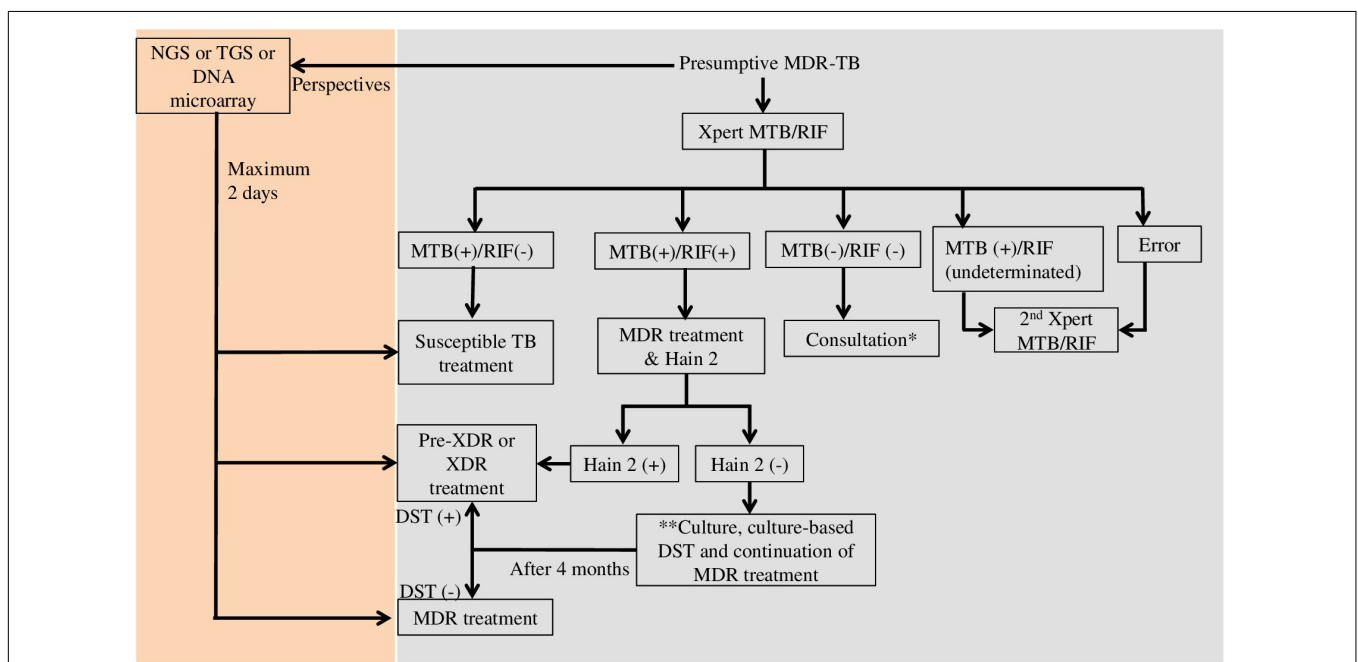 NGS or TGS or
DNA
microarray
Perspectives
Presumptive MDR-TB
Xpert MTB/RIF
Maximum
2 days
MTB(+)/RIF(-)
MTB(+)/RIF(+)
MTB(-)/RIF (-)
MTB (+)/RIF
(undeterminated)
Error
Susceptible TB
treatment
MDR treatment
& Hain 2
Consultation*
2nd Xpert
MTB/RIF
Pre-XDR or
XDR
treatment
Hain 2 (+)
Hain 2 (-)
DST (+)
**Culture, culture-based
DST and continuation of
MDR treatment
After 4 months
DST (-)
MDR treatment